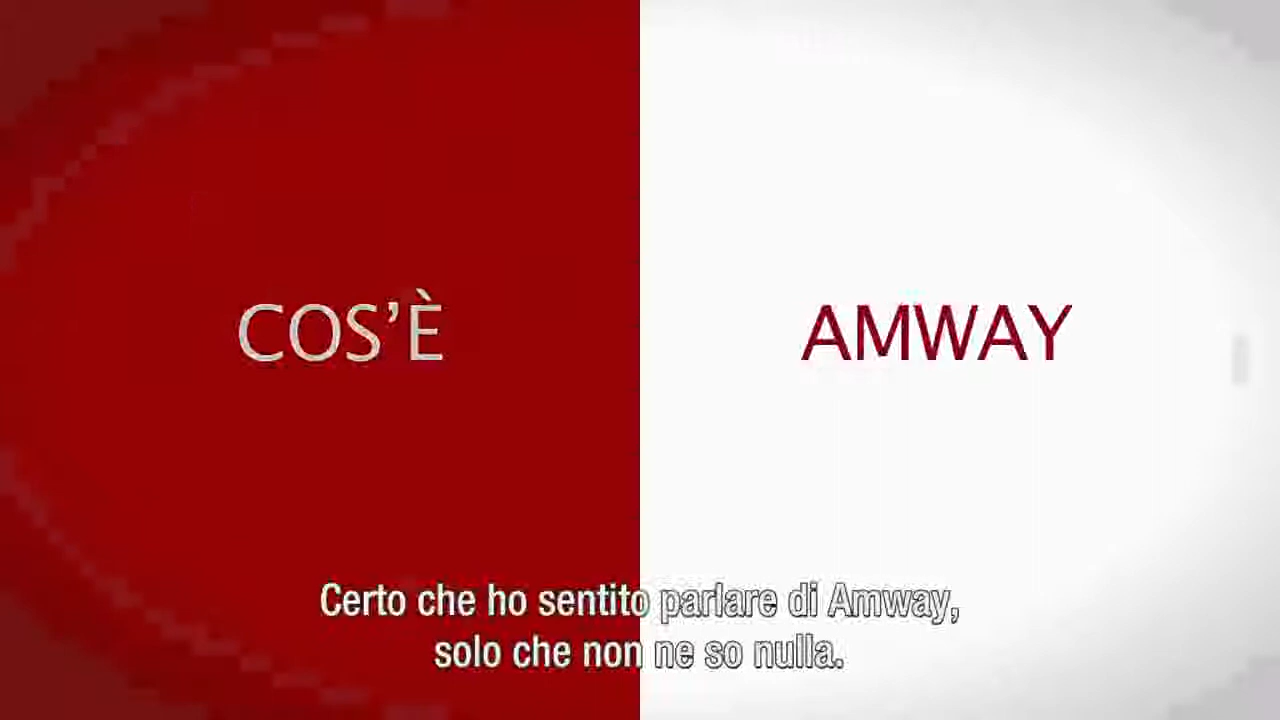 COS’È AMWAY
Certo che ho sentito parlare di Amway,
solo che non ne so nulla.